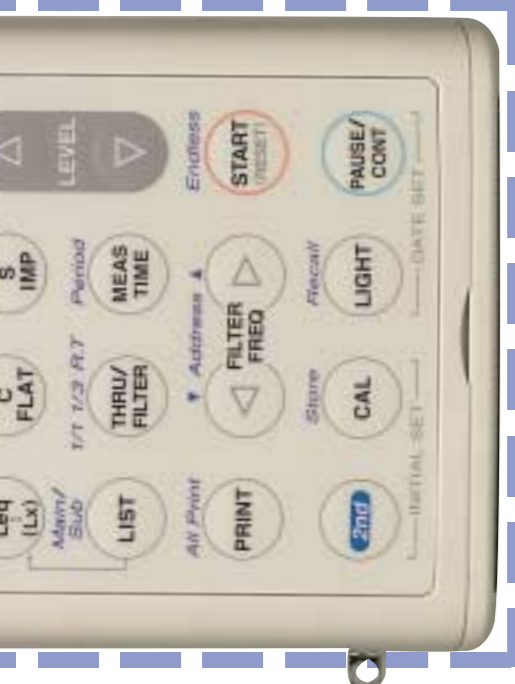 Leq
(Lx)
C
FLAT
S
IMP
LEVEL
Main/
Sub
LIST
1/1 1/3 R.T
THRU/
FILTER
Period
MEAS
TIME
All Print
PRINT
▼ Address ▲
FILTER
FREQ
Endless
START
(RESET)
2nd
Store
CAL
Recall
LIGHT
PAUSE/
CONT
INITIAL SET
DATE SET